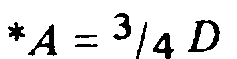 *A = 3/4 D